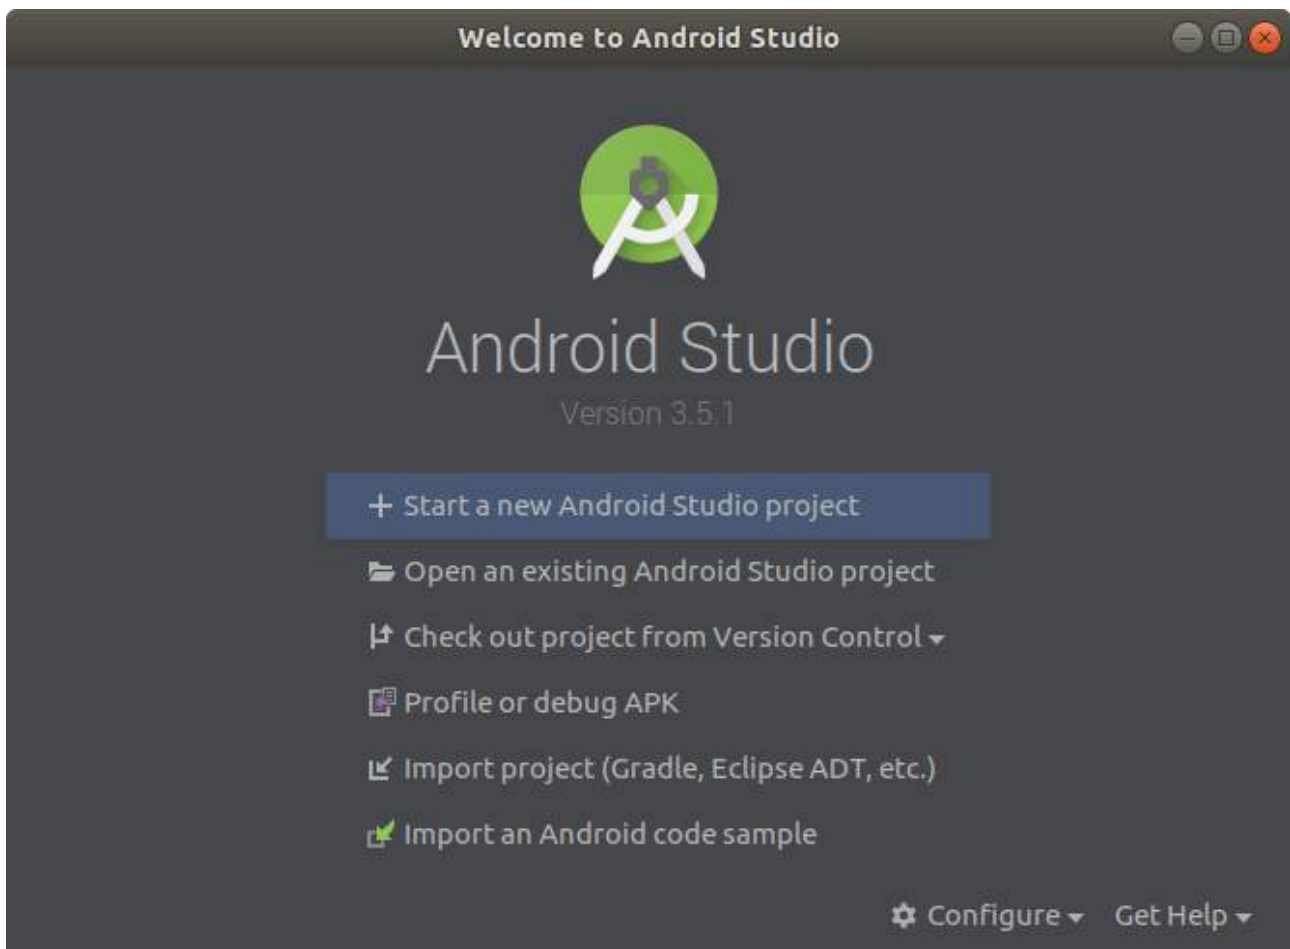 Welcome to Android Studio
Android Studio
Version 3.5.1
Start a new Android Studio project
Open an existing Android Studio project
Check out project from Version Control
Profile or debug APK
Import project (Gradle, Eclipse ADT, etc.)
Import an Android code sample
Configure Get Help